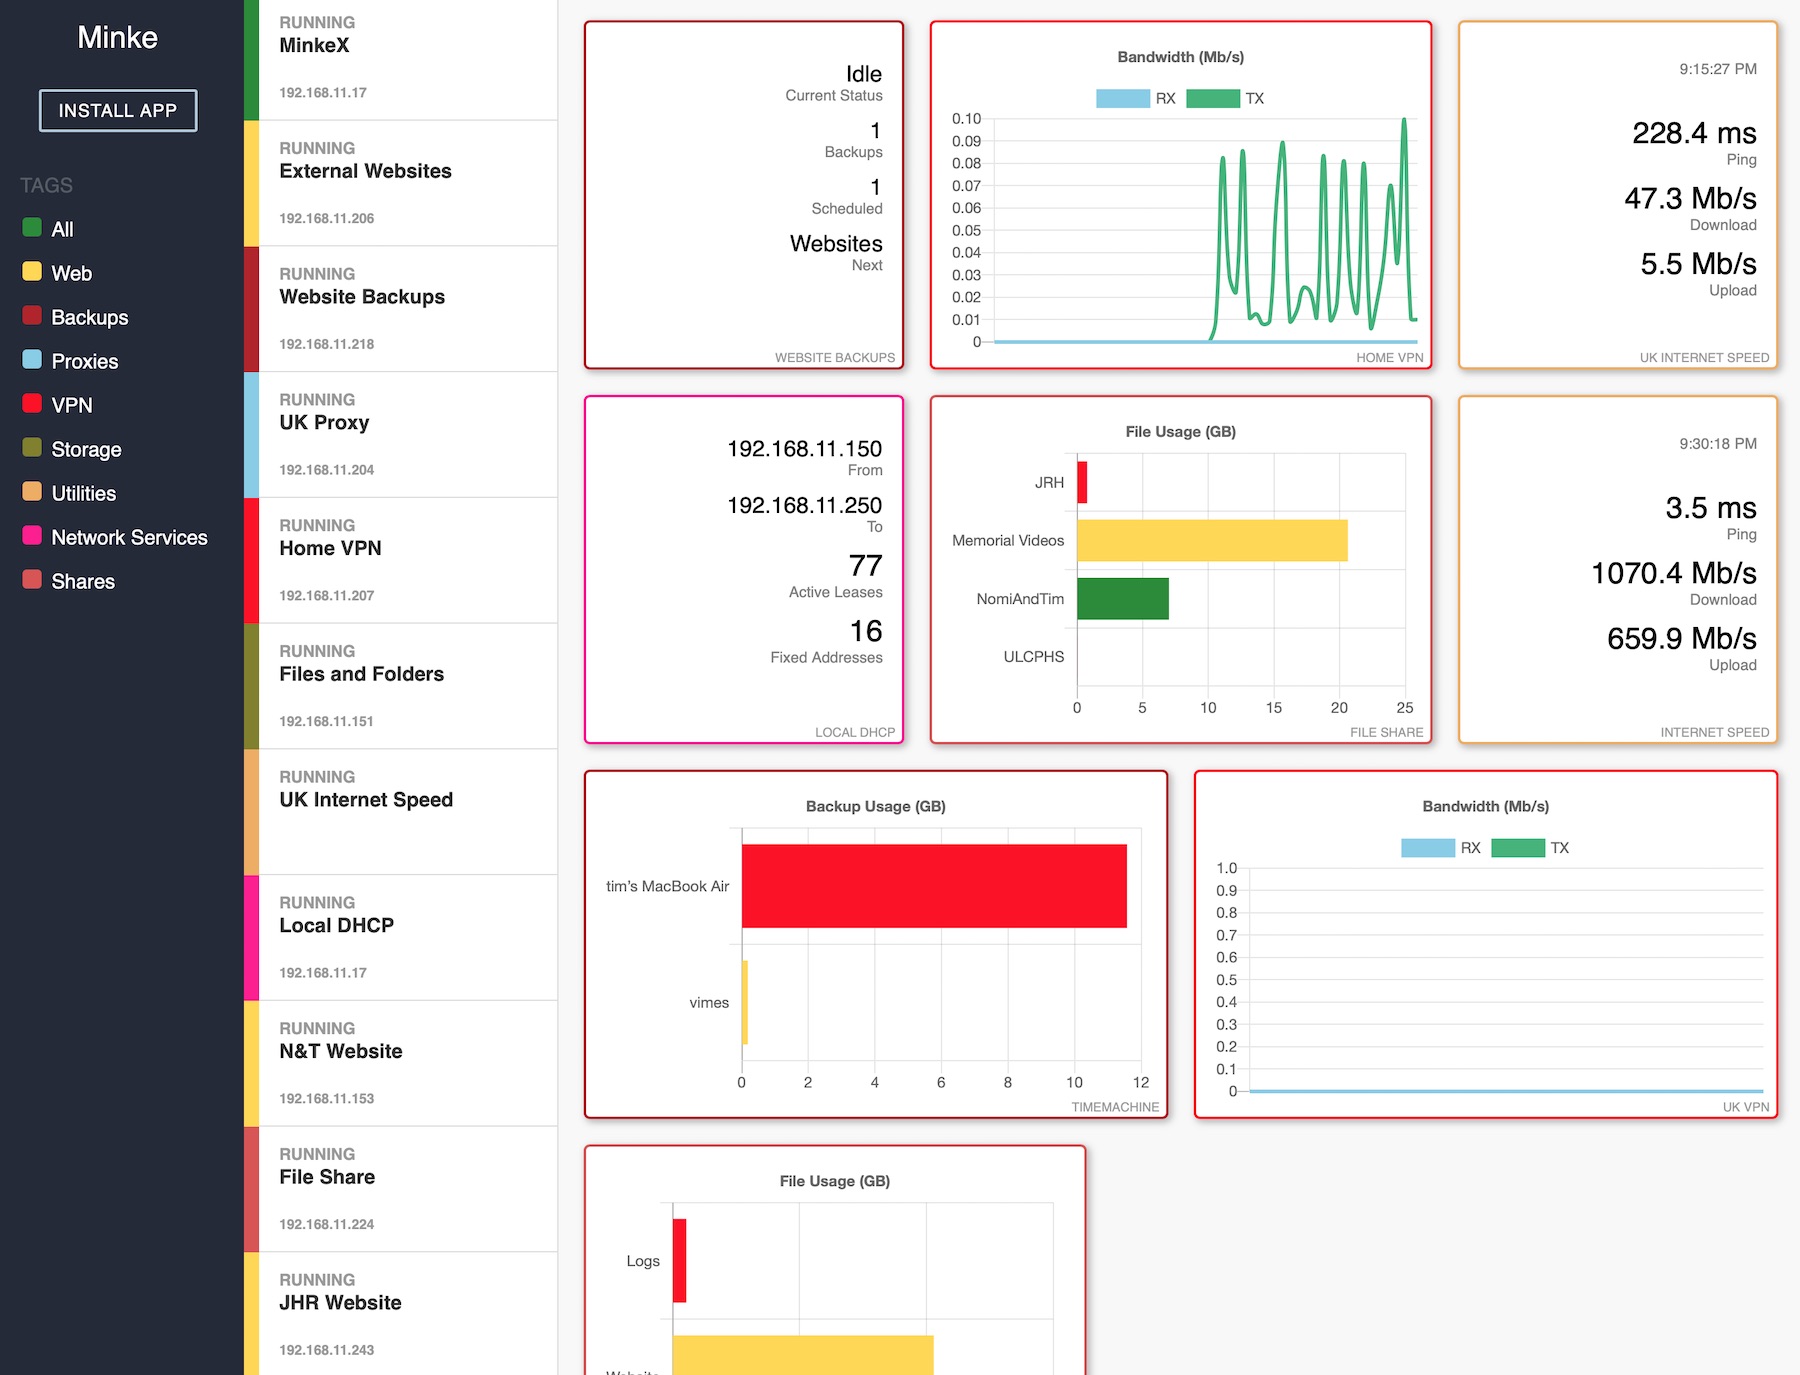 Minke
INSTALL APP
TAGS
All
Web
Backups
Proxies
VPN
Storage
Utilities
Network Services
Shares
RUNNING
MinkeX
192.168.11.17
RUNNING
External Websites
192.168.11.206
RUNNING
Website Backups
192.168.11.218
RUNNING
UK Proxy
192.168.11.204
RUNNING
Home VPN
192.168.11.207
RUNNING
Files and Folders
192.168.11.151
RUNNING
UK Internet Speed
RUNNING
Local DHCP
192.168.11.17
RUNNING
N&T Website
192.168.11.153
RUNNING
File Share
192.168.11.224
RUNNING
JHR Website
192.168.11.243
Idle
Current Status
1
Backups
1
Scheduled
Websites
Next
WEBSITE BACKUPS
Bandwidth (Mb/s)
RX TX
0.10
0.09
0.08
0.07
0.06
0.05
0.04
0.03
0.02
0.01
0
HOME VPN
9:15:27 PM
228.4 ms
Ping
47.3 Mb/s
Download
5.5 Mb/s
Upload
UK INTERNET SPEED
192.168.11.150
From
192.168.11.250
To
77
Active Leases
16
Fixed Addresses
LOCAL DHCP
File Usage (GB)
JRH
Memorial Videos
NomiAndTim
ULCPHS
0 5 10 15 20 25
FILE SHARE
9:30:18 PM
3.5 ms
Ping
1070.4 Mb/s
Download
659.9 Mb/s
Upload
INTERNET SPEED
Backup Usage (GB)
tim's MacBook Air
vimes
0 2 4 6 8 10 12
TIMEMACHINE
Bandwidth (Mb/s)
RX TX
1.0
0.9
0.8
0.7
0.6
0.5
0.4
0.3
0.2
0.1
0
UK VPN
File Usage (GB)
Logs